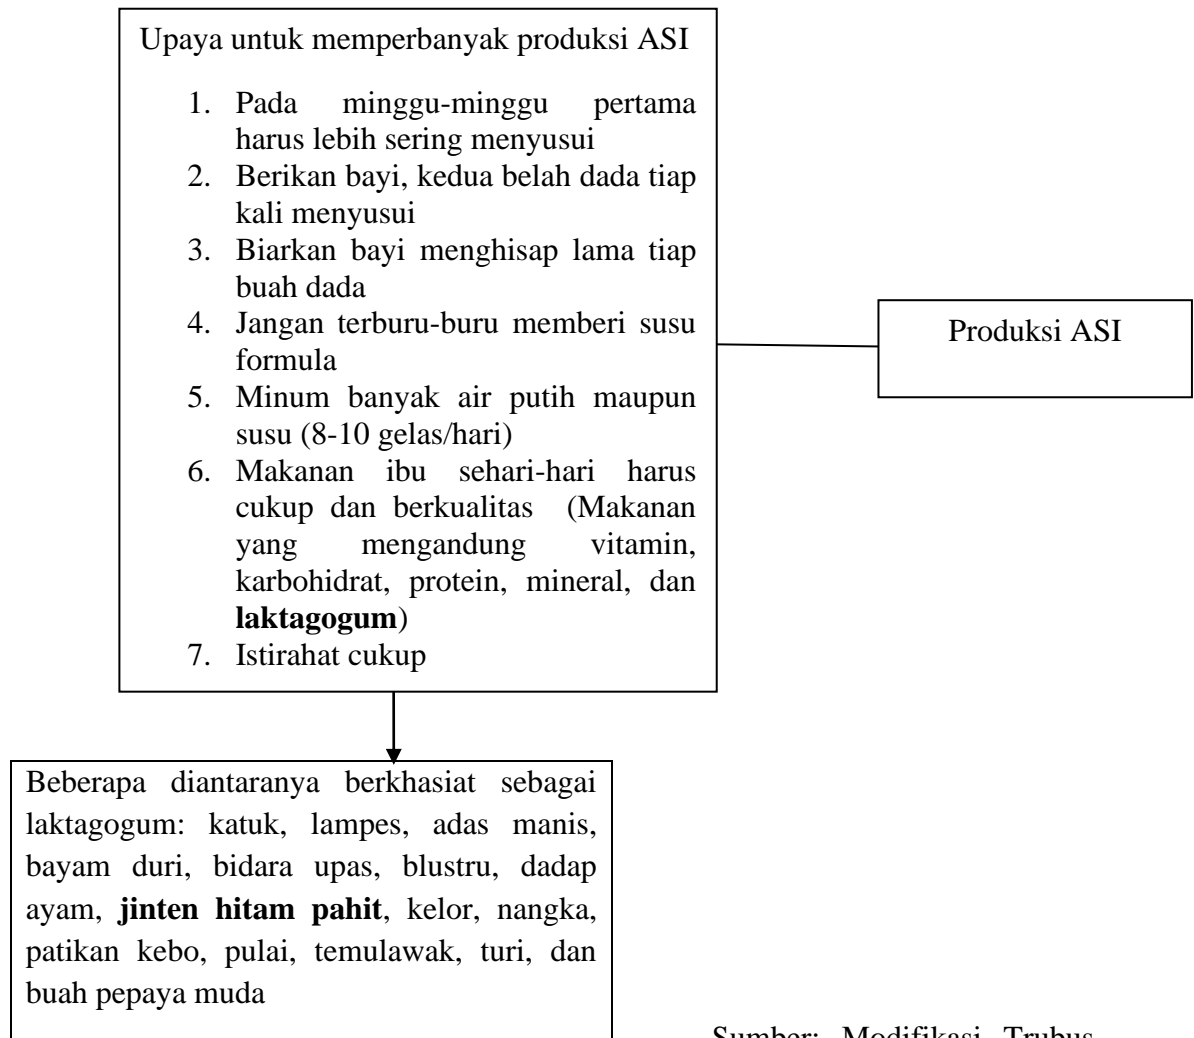 Upaya untuk memperbanyak produksi ASI
1. Pada minggu-minggu pertama
harus lebih sering menyusui
2. Berikan bayi, kedua belah dada tiap
kali menyusui
3. Biarkan bayi menghisap lama tiap
buah dada
4. Jangan terburu-buru memberi susu
formula
5. Minum banyak air putih maupun
susu (8-10 gelas/hari)
6. Makanan ibu sehari-hari harus
cukup dan berkualitas (Makanan
yang mengandung vitamin,
karbohidrat, protein, mineral, dan
laktagogum)
7. Istirahat cukup
Produksi ASI
Beberapa diantaranya berkhasiat sebagai
laktagogum: katuk, lampes, adas manis,
bayam duri, bidara upas, blustru, dadap
ayam, jinten hitam pahit, kelor, nangka,
patikan kebo, pulai, temulawak, turi, dan
buah pepaya muda
Sumber: Modifikasi Trubus